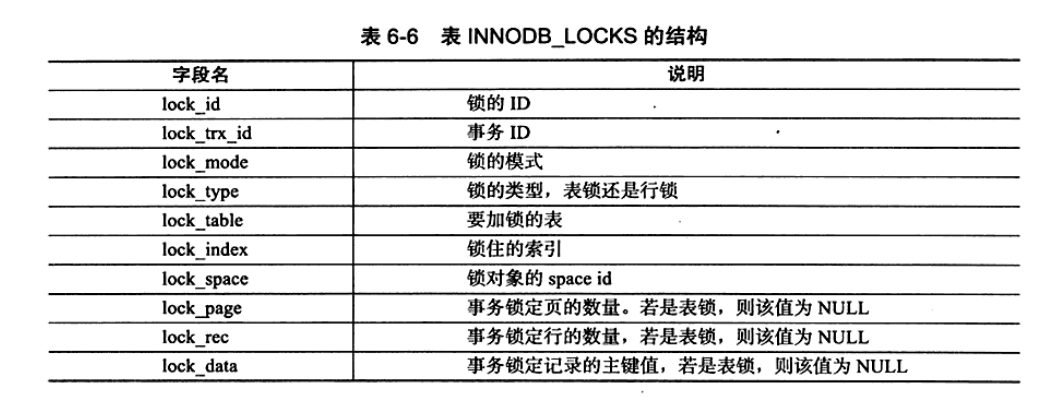 表 6-6 表 INNODB_LOCKS 的结构
字段名 说明
lock_id 锁的 ID
lock_trx_id 事务 ID
lock_mode 锁的模式
lock_type 锁的类型，表锁还是行锁
lock_table 要加锁的表
lock_index 锁住的索引
lock_space 锁对象的 space id
lock_page 事务锁定页的数量。若是表锁，则该值为 NULL
lock_rec 事务锁定行的数量，若是表锁，则该值为 NULL
lock_data 事务锁定记录的主键值，若是表锁，则该值为 NULL